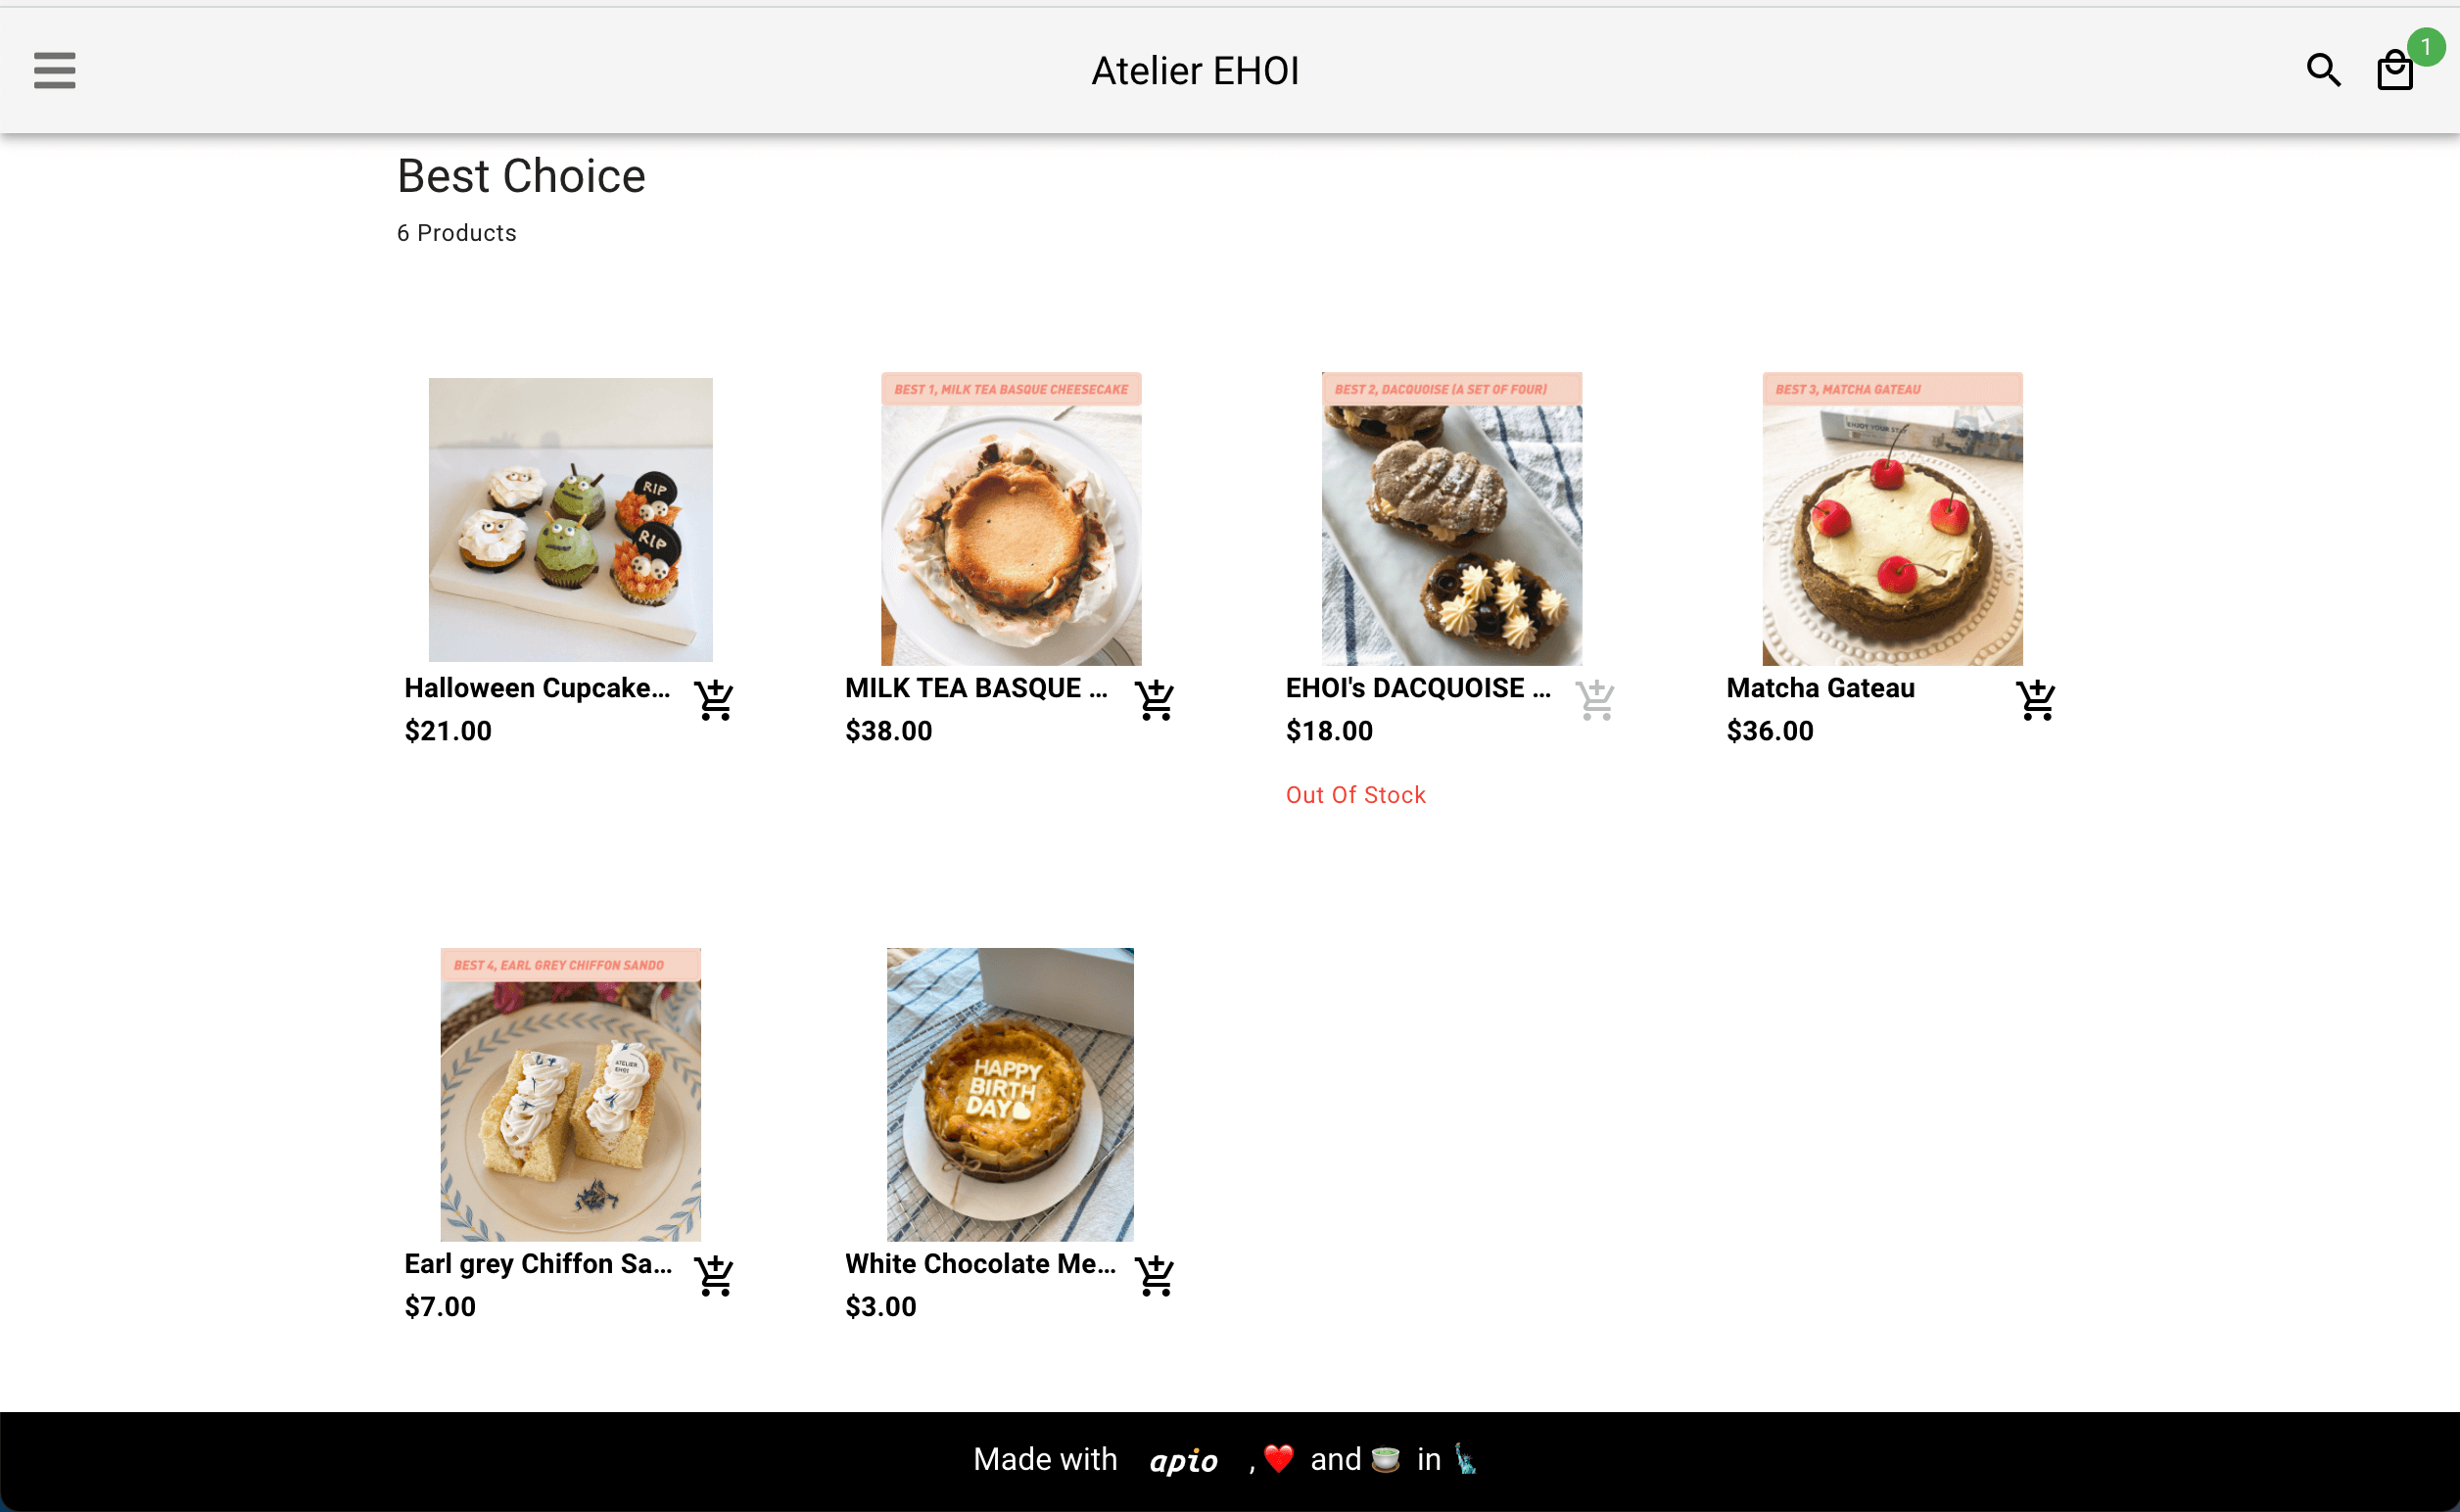 Atelier EHOI
1
Best Choice
6 Products
RIP
RIP
Halloween Cupcake...
$21.00
BEST 1, MILK TEA BASQUE CHEESECAKE
MILK TEA BASQUE ...
$38.00
BEST 2, DACQUOISE (A SET OF FOUR)
EHOI's DACQUOISE ...
$18.00
Out Of Stock
BEST 3, MATCHA GATEAU
Matcha Gateau
$36.00
BEST 4, EARL GREY CHIFFON SANDO
ATELIER
EHOI
Earl grey Chiffon Sa...
$7.00
HAPPY
BIRTH
DAY
White Chocolate Me...
$3.00
Made with apio , ❤️ and 🍵 in 🗽